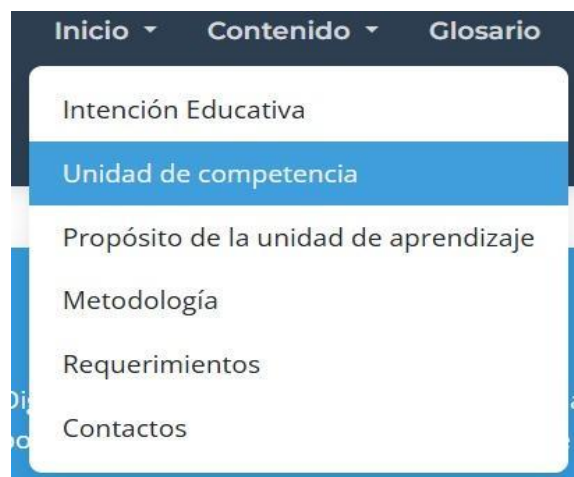 Inicio Contenido Glosario
Intención Educativa
Unidad de competencia
Propósito de la unidad de aprendizaje
Metodología
Requerimientos
Contactos